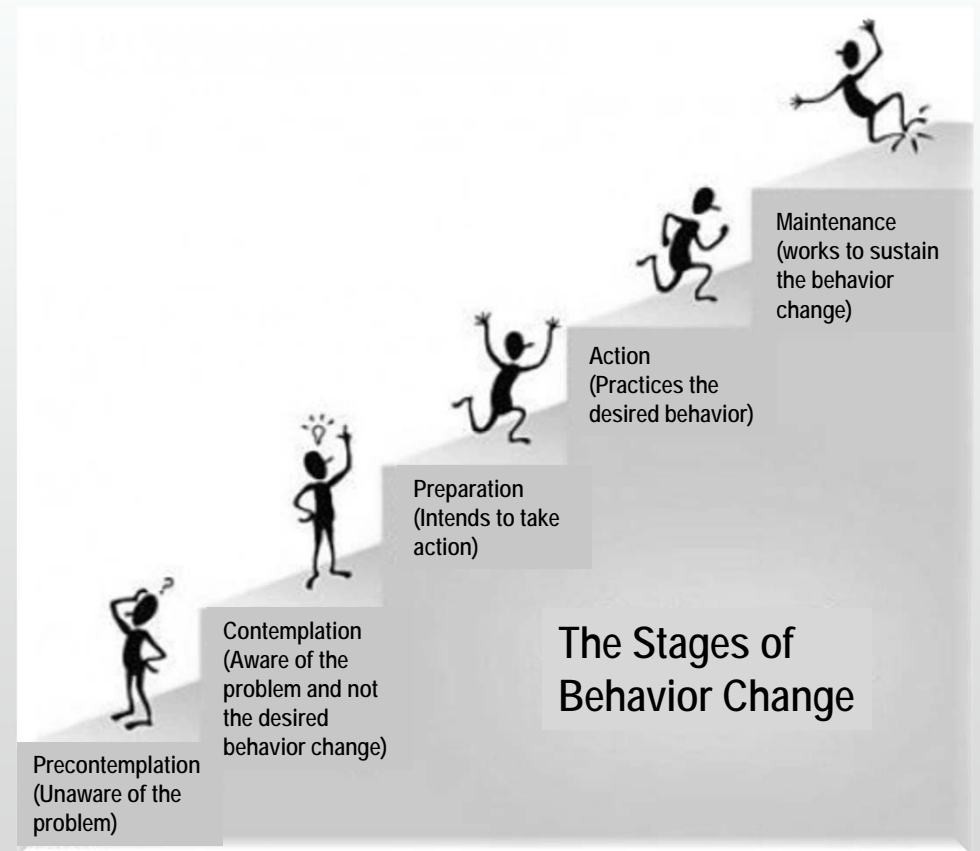 Maintenance
(works to sustain
the behavior
change)
Action
(Practices the
desired behavior)
Preparation
(Intends to take
action)
Contemplation
(Aware of the
problem and not
the desired
behavior change)
Precontemplation
(Unaware of the
problem)
The Stages of
Behavior Change
?